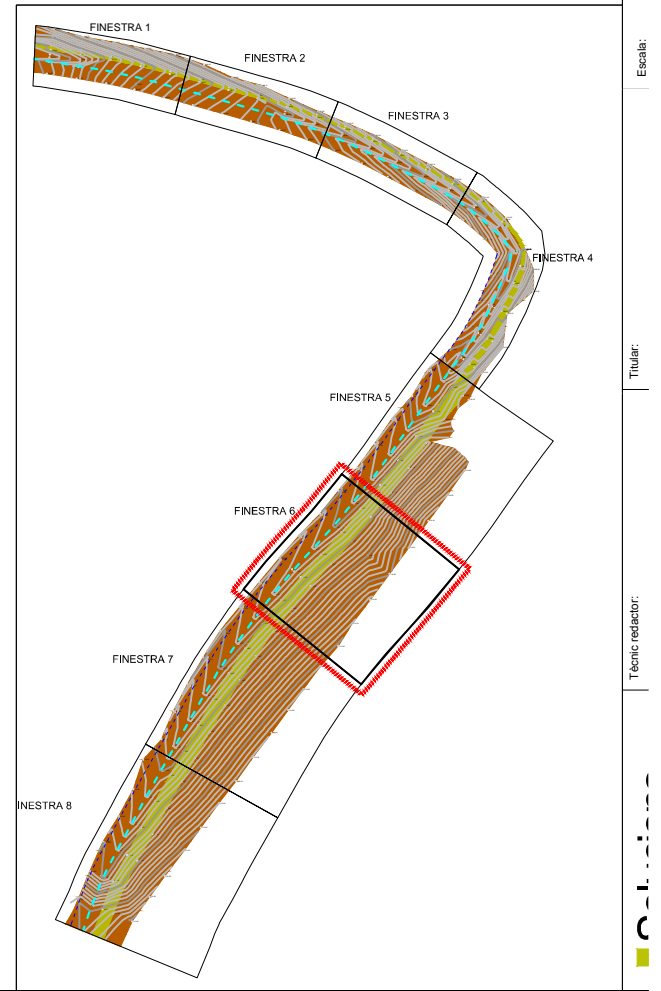 FINESTRA 1
FINESTRA 2
FINESTRA 3
FINESTRA 4
FINESTRA 5
FINESTRA 6
FINESTRA 7
INESTRA 8
Escala:
Titular:
Tècnic redactor: